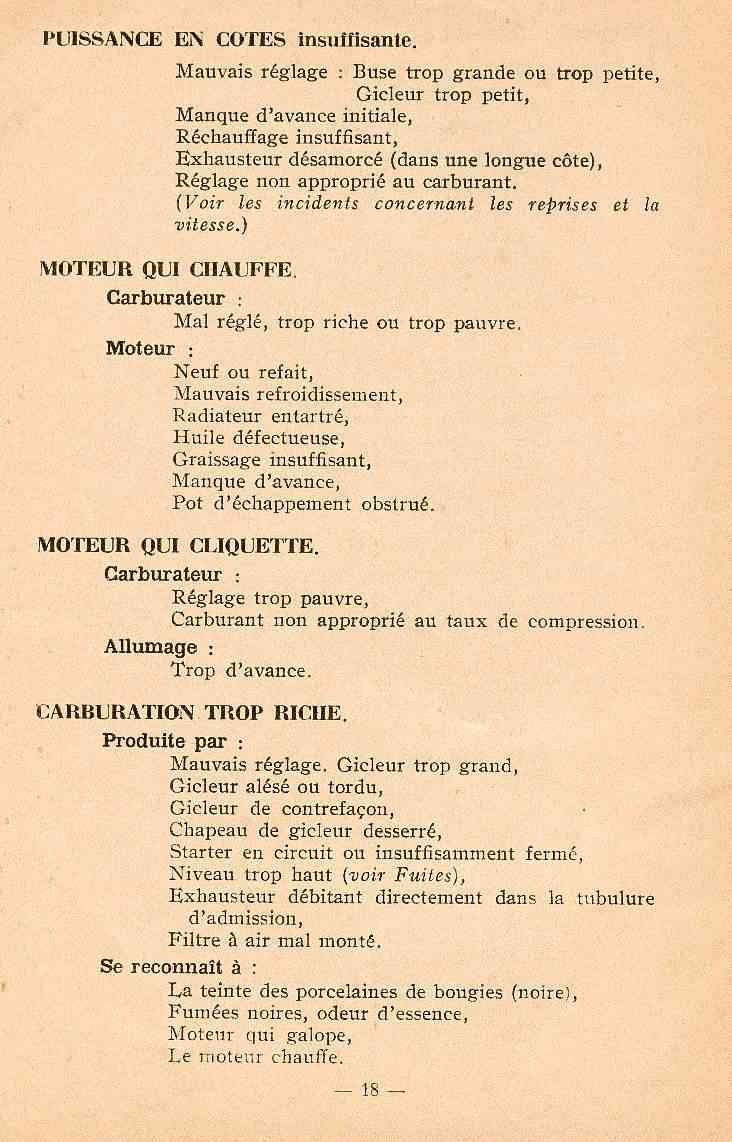 PUISSANCE EN COTES insuffisante.
Mauvais réglage : Buse trop grande ou trop petite,
Gicleur trop petit,
Manque d'avance initiale,
Réchauffage insuffisant,
Exhausteur désamorcé (dans une longue côte),
Réglage non approprié au carburant.
(Voir les incidents concernant les reprises et la
vitesse.)
MOTEUR QUI CHAUFFE.
Carburateur :
Mal réglé, trop riche ou trop pauvre.
Moteur :
Neuf ou refait,
Mauvais refroidissement,
Radiateur entartré,
Huile défectueuse,
Graissage insuffisant,
Manque d'avance,
Pot d'échappement obstrué.
MOTEUR QUI CLIQUETTE.
Carburateur :
Réglage trop pauvre,
Carburant non approprié au taux de compression.
Allumage :
Trop d'avance.
CARBURATION TROP RICHE.
Produite par :
Mauvais réglage. Gicleur trop grand,
Gicleur alésé ou tordu,
Gicleur de contrefaçon,
Chapeau de gicleur desserré,
Starter en circuit ou insuffisamment fermé,
Niveau trop haut (voir Fuites),
Exhausteur débitant directement dans la tubulure
d'admission,
Filtre à air mal monté.
Se reconnaît à :
La teinte des porcelaines de bougies (noire),
Fumées noires, odeur d'essence,
Moteur qui galope,
Le moteur chauffe.
— 18 —